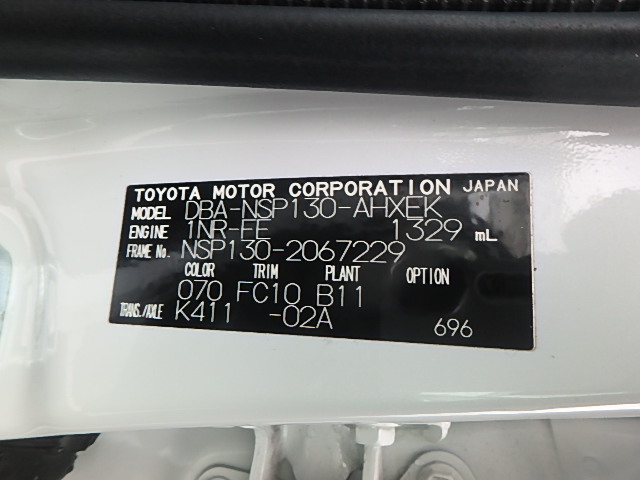 TOYOTA MOTOR CORPORATION JAPAN
MODEL DBA-NSP130-AHXEK
ENGINE 1NR-FE 1329 mL
FRAME No. NSP130-2067229
COLOR TRIM PLANT OPTION
070 FC10 B11
TRANS./AXLE K411 -02A
696